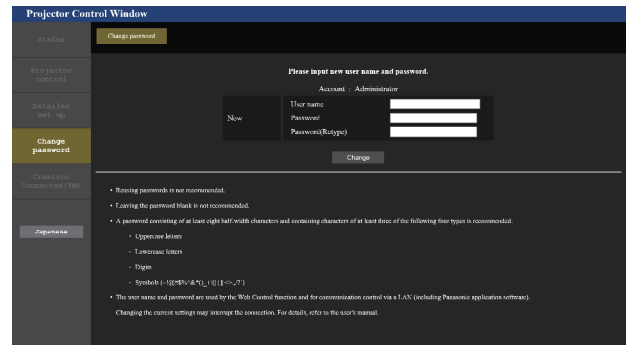 Projector Control Window
Status
Change password
Projector
control
Detailed
set up
Change
password
Crestron
Connected(TM)
Japanese
Please input new user name and password.
Account : Administrator
New
User name
Password
Password(Retype)
Change
• Reusing passwords is not recommended.
• Leaving the password blank is not recommended.
• A password consisting of at least eight half-width characters and containing characters of at least three of the following four types is recommended.
◦ Uppercase letters
◦ Lowercase letters
◦ Digits
◦ Symbols
• The user name and password are used by the Web Control function and for communication control via a LAN (including Panasonic application software).
Changing the current settings may interrupt the connection. For details, refer to the user's manual.